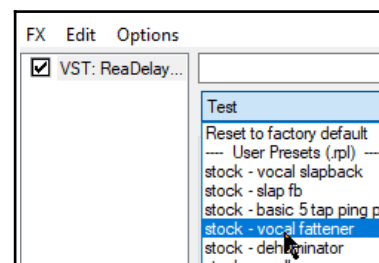 FX Edit Options
VST: ReaDelay...
Test
Reset to factory default
---- User Presets (.rpl) ----
stock - vocal slapback
stock - slap fb
stock - basic 5 tap ping p
stock - vocal fattener
stock - dehuminator